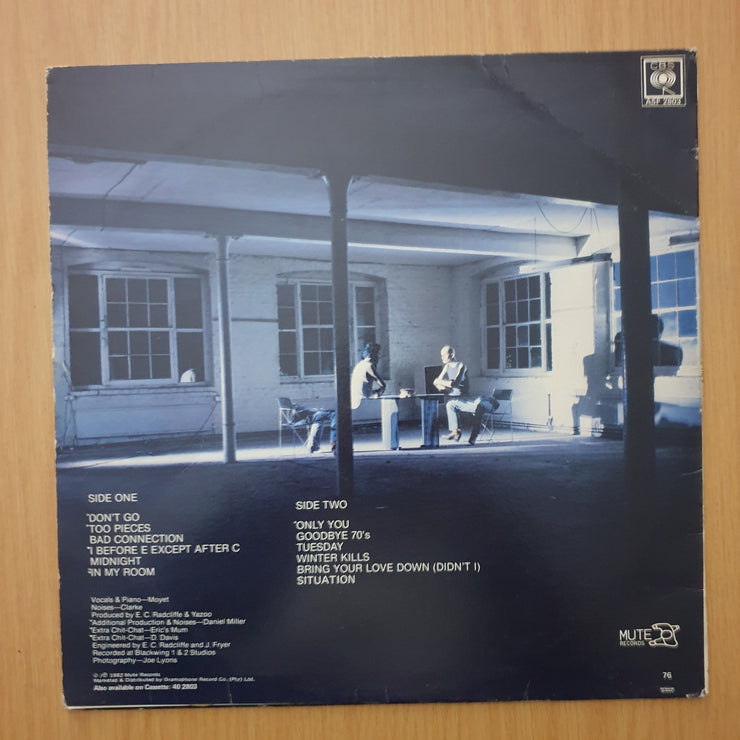 CBS
ASF 2803
SIDE ONE
*DON'T GO
*TOO PIECES
BAD CONNECTION
*I BEFORE E EXCEPT AFTER C
MIDNIGHT
IN MY ROOM
SIDE TWO
*ONLY YOU
GOODBYE 70's
TUESDAY
WINTER KILLS
BRING YOUR LOVE DOWN (DIDN'T I)
SITUATION
Vocals & Piano—Moyet
Noises—Clarke
Produced by E. C. Radcliffe & Yazoo
*Additional Production & Noises—Daniel Miller
Extra Chit-Chat—Eric's Mum
Extra Chit-Chat—D. Davis
Engineered by E. C. Radcliffe and J. Fryer
Recorded at Blackwing 1 & 2 Studios
Photography—Joe Lyons
© ℗ 1982 Mute Records
Marketed & Distributed by Gramophone Record Co. (Pty) Ltd.
Also available on Cassette: 40 2803
MUTE
RECORDS
76